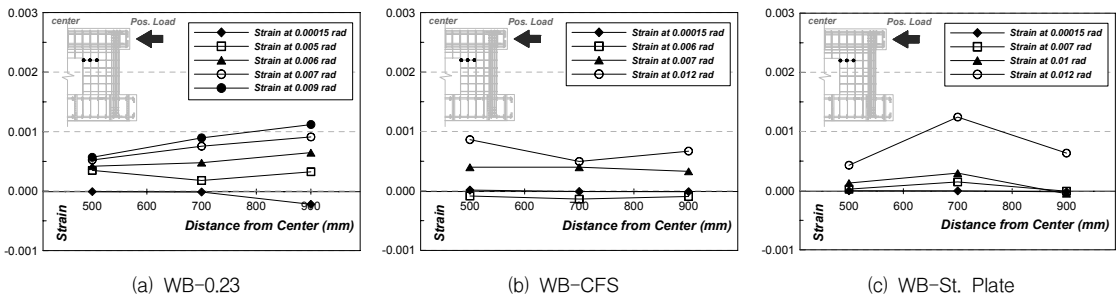 0.003
0.002
0.001
0.000
-0.001
Strain
center
Pos. Load
Strain at 0.00015 rad
Strain at 0.005 rad
Strain at 0.006 rad
Strain at 0.007 rad
Strain at 0.009 rad
500
600
700
800
900
Distance from Center (mm)
(a) WB-0.23
0.003
0.002
0.001
0.000
-0.001
Strain
center
Pos. Load
Strain at 0.00015 rad
Strain at 0.006 rad
Strain at 0.007 rad
Strain at 0.012 rad
500
600
700
800
900
Distance from Center (mm)
(b) WB-CFS
0.003
0.002
0.001
0.000
-0.001
Strain
center
Pos. Load
Strain at 0.00015 rad
Strain at 0.007 rad
Strain at 0.01 rad
Strain at 0.012 rad
500
600
700
800
900
Distance from Center (mm)
(c) WB-St. Plate